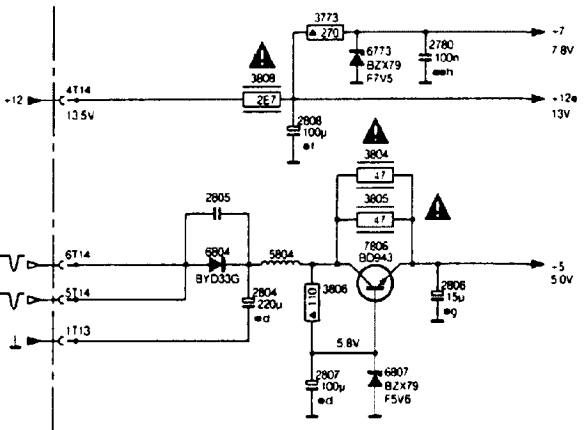 3773
270
+7
7.8V
6773
BZX79
F7V5
2780
100n
h
3808
2E7
+12
4T14
13.5V
+12e
13V
2808
100µ
f
3804
47
3805
47
2805
7806
BD943
6T14
6804
BYD33G
5804
+5
5.0V
5T14
2804
220µ
d
3806
110
2806
15µ
g
1T13
5.8V
2807
100µ
d
6807
BZX79
F5V6